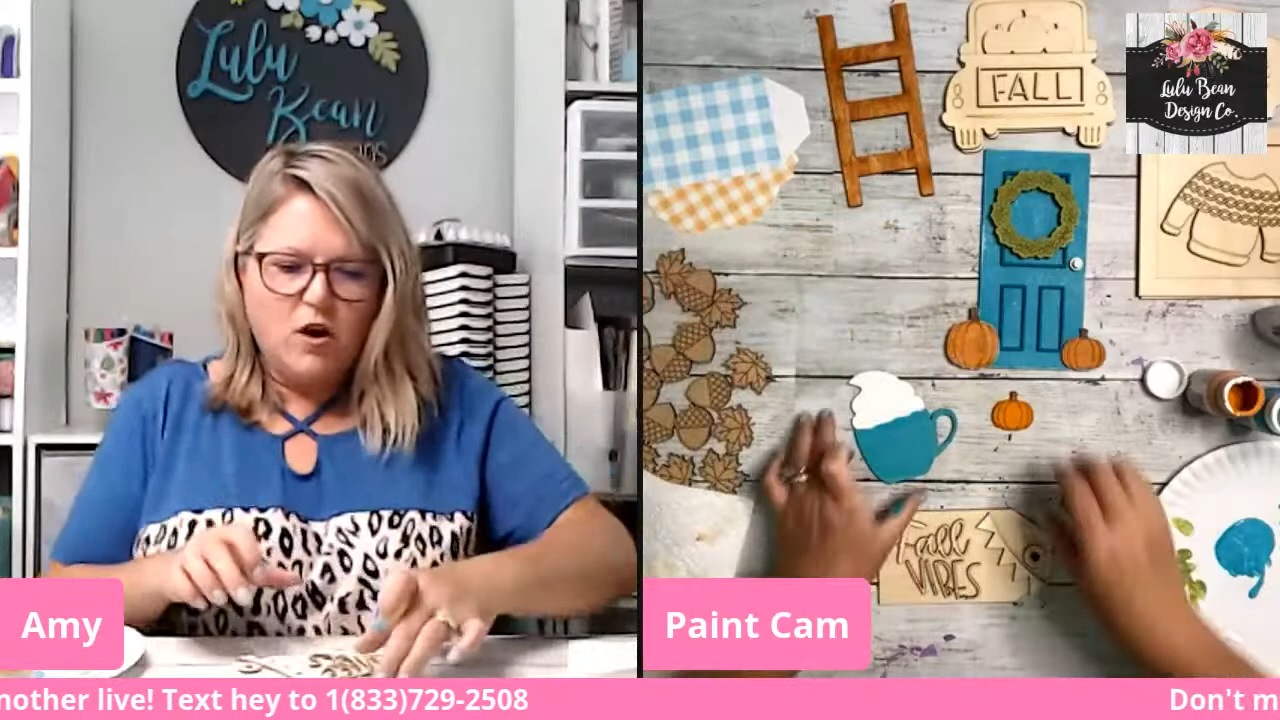 Lulu
Bean
FALL
Lulu Bean
Design Co.
Fall
VIBES
Amy
Paint Cam
nother live! Text hey to 1(833)729-2508
Don't m